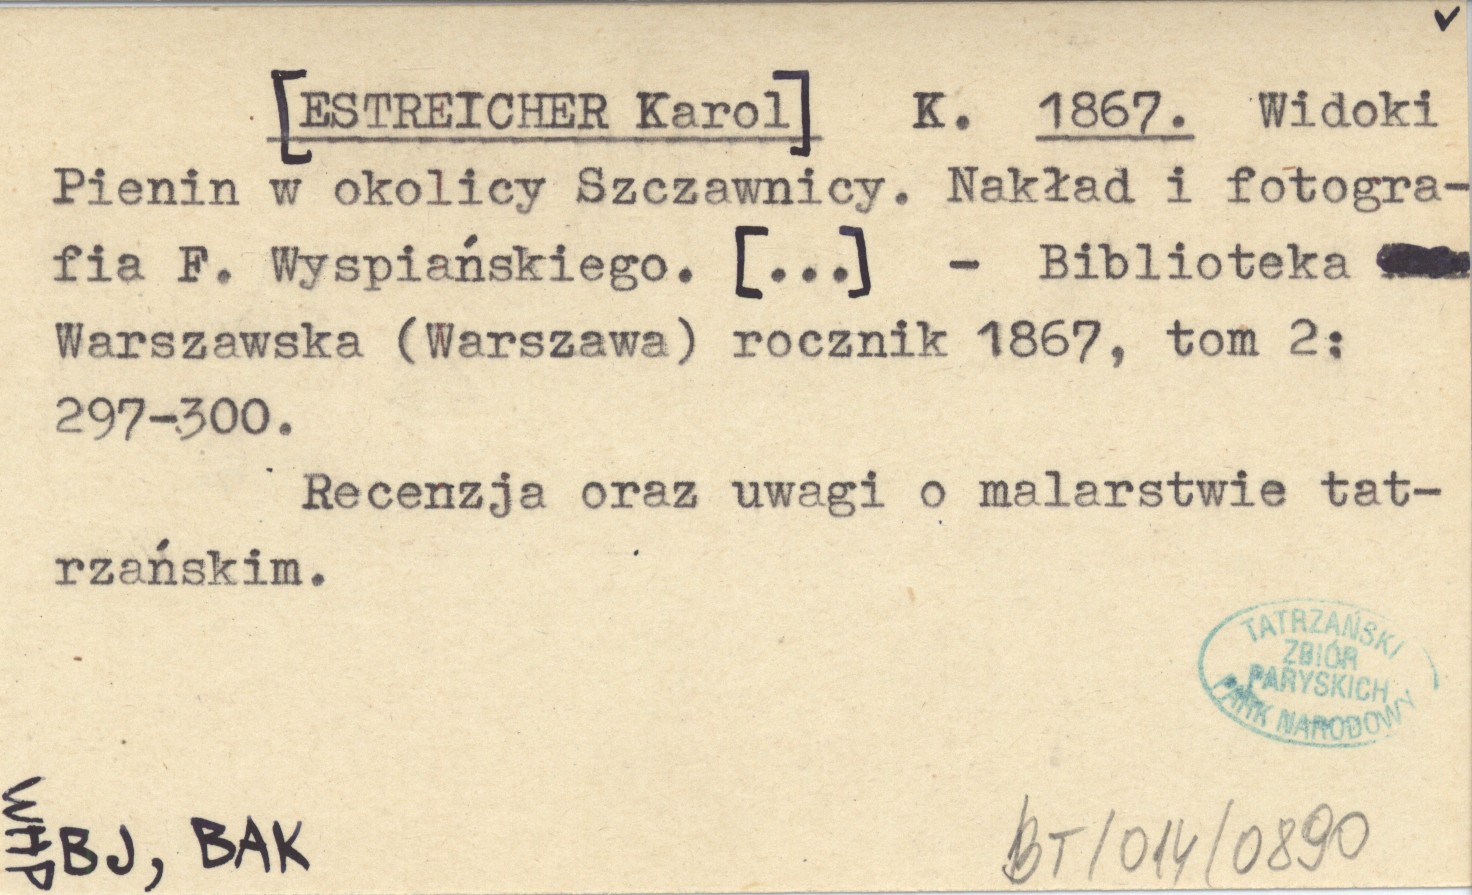 [ESTREICHER Karol] K. 1867. Widoki
Pienin w okolicy Szczawnicy. Nakład i fotogra-
fia F. Wyspiańskiego. [...] - Biblioteka
Warszawska (Warszawa) rocznik 1867, tom 2:
297-300.
Recenzja oraz uwagi o malarstwie tat-
rzańskim.
TATRZAŃSKI
ZBIÓR
PARYSKICH
PARK NARODOWY
WHP
BJ, BAK
BT/014/0890